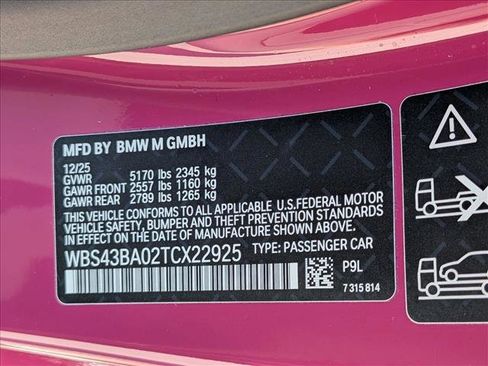 MFD BY BMW M GMBH
12/25
GVWR 5170 lbs 2345 kg
GAWR FRONT 2557 lbs 1160 kg
GAWR REAR 2789 lbs 1265 kg
THIS VEHICLE CONFORMS TO ALL APPLICABLE U.S.FEDERAL MOTOR
VEHICLE SAFETY, BUMPER AND THEFT PREVENTION STANDARDS IN
EFFECT ON THE DATE OF MANUFACTURE SHOWN ABOVE.
WBS43BA02TCX22925 TYPE: PASSENGER CAR
P9L
7 315 814